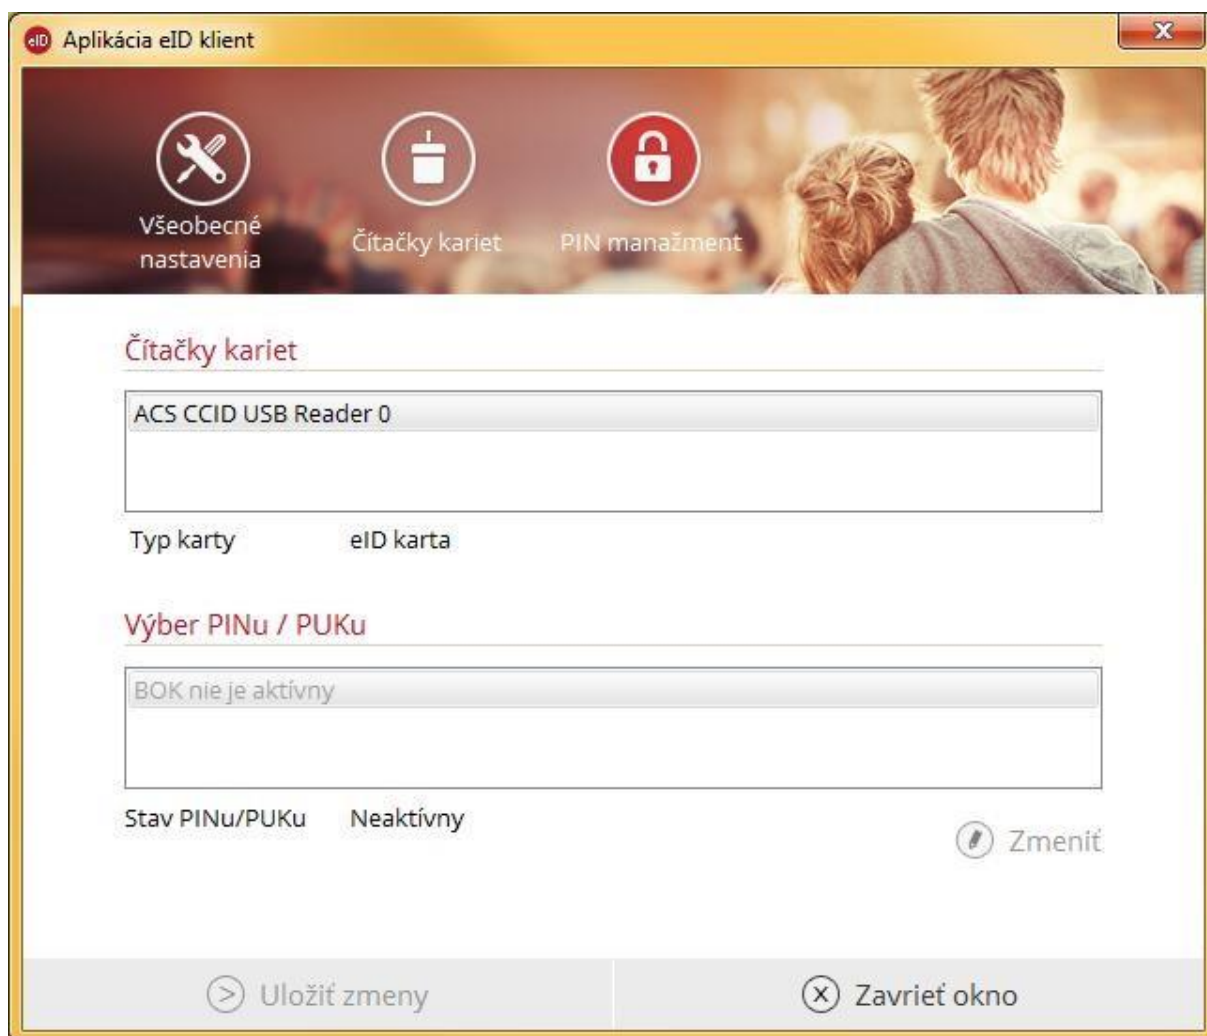 eID Aplikácia eID klient
Všeobecné
nastavenia
Čítačky kariet
PIN manažment
Čítačky kariet
ACS CCID USB Reader 0
Typ karty eID karta
Výber PINu / PUKu
BOK nie je aktívny
Stav PINu/PUKu Neaktívny
Zmeniť
Uložiť zmeny
Zavrieť okno